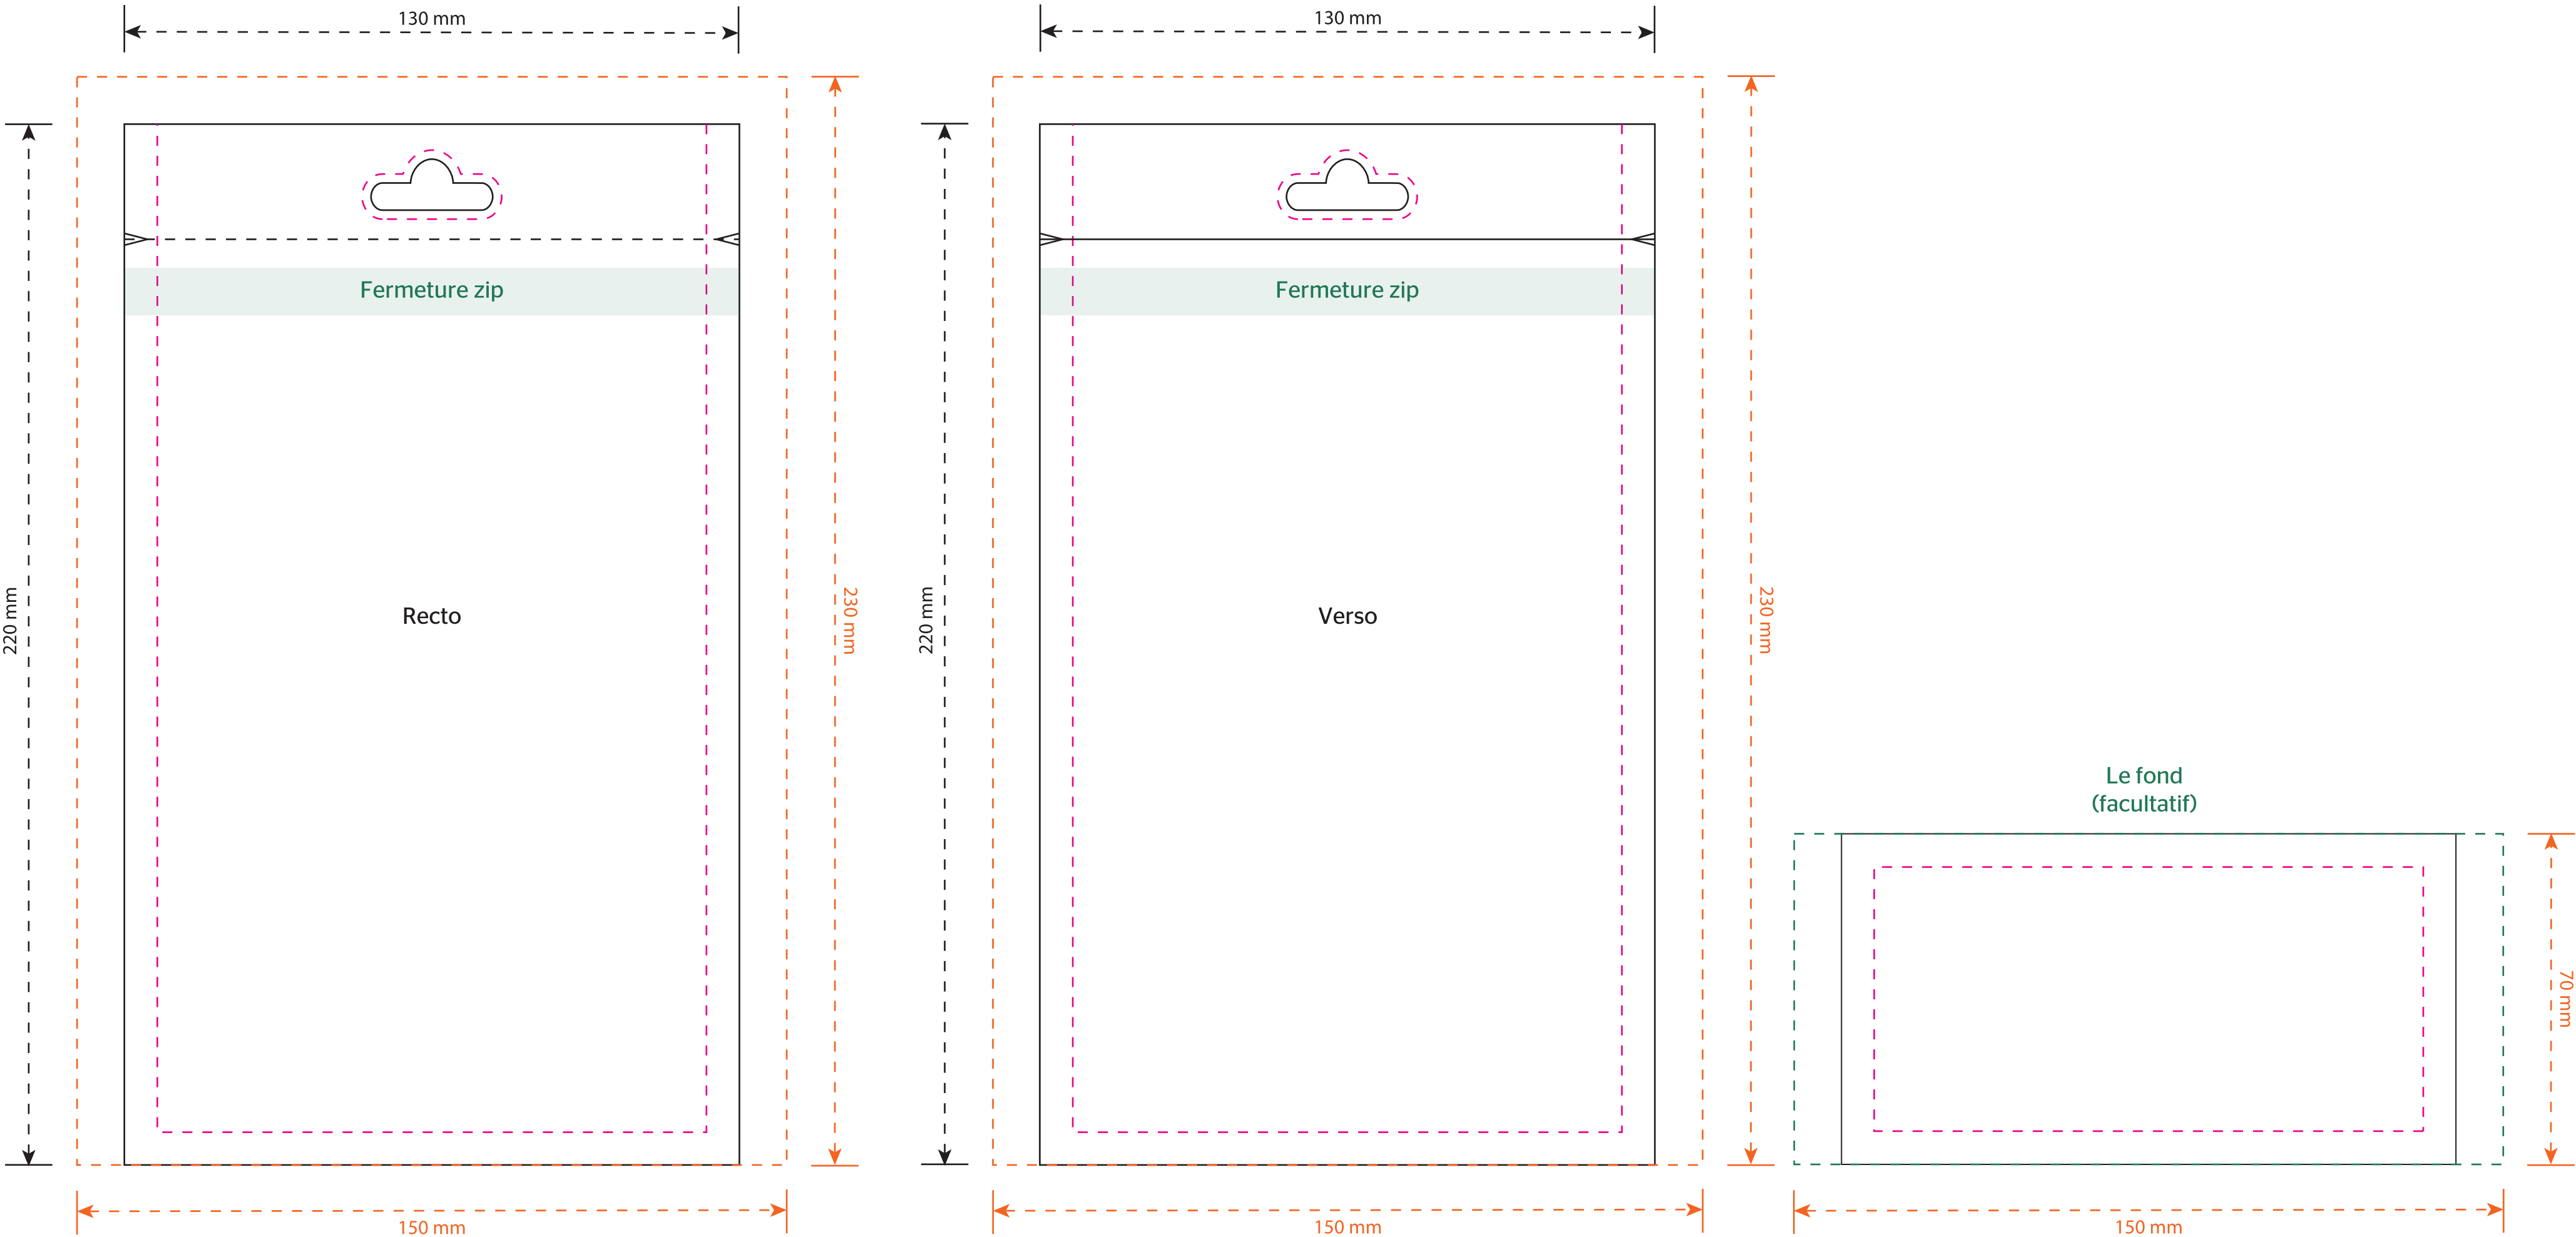 130 mm
130 mm
Fermeture zip
Fermeture zip
220 mm
Recto
230 mm
220 mm
Verso
230 mm
Le fond
(facultatif)
70 mm
150 mm
150 mm
150 mm